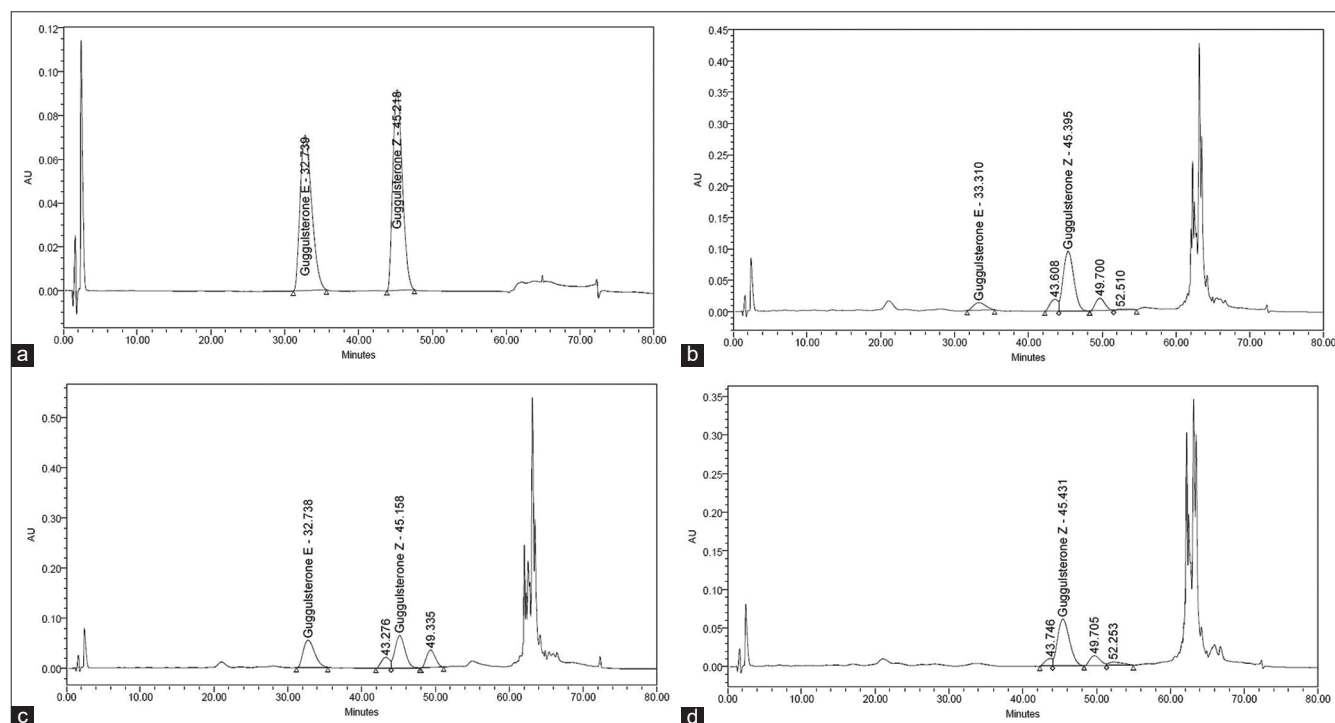 0.12
0.10
0.08
0.06
0.04
0.02
0.00
AU
Guggulsterone E - 32.739
Guggulsterone Z - 45.218
0.00 10.00 20.00 30.00 40.00 50.00 60.00 70.00 80.00
Minutes
a
0.45
0.40
0.35
0.30
0.25
0.20
0.15
0.10
0.05
0.00
AU
Guggulsterone E - 33.310
43.608
Guggulsterone Z - 45.395
49.700
52.510
0.00 10.00 20.00 30.00 40.00 50.00 60.00 70.00 80.00
Minutes
b
0.50
0.40
0.30
0.20
0.10
0.00
AU
Guggulsterone E - 32.738
43.276
Guggulsterone Z - 45.158
49.335
0.00 10.00 20.00 30.00 40.00 50.00 60.00 70.00 80.00
Minutes
c
0.35
0.30
0.25
0.20
0.15
0.10
0.05
0.00
AU
43.746
Guggulsterone Z - 45.431
49.705
52.253
0.00 10.00 20.00 30.00 40.00 50.00 60.00 70.00 80.00
Minutes
d